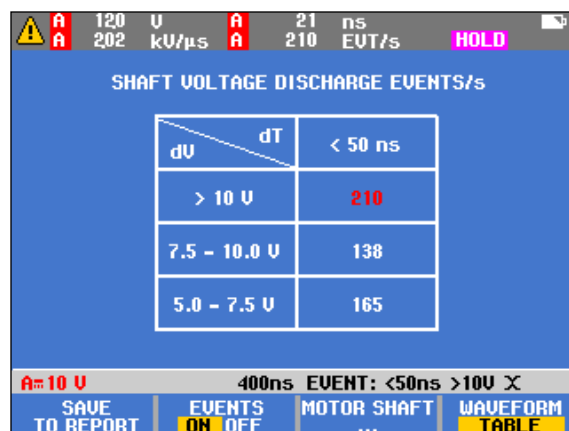 A 120 V A 21 ns
A 202 kV/µs A 210 EVT/s HOLD
SHAFT VOLTAGE DISCHARGE EVENTS/s
dV dT < 50 ns
> 10 V 210
7.5 – 10.0 V 138
5.0 – 7.5 V 165
A 10 V 400ns EVENT: <50ns >10V
SAVE EVENTS MOTOR SHAFT WAVEFORM
TO REPORT ON OFF ... TABLE